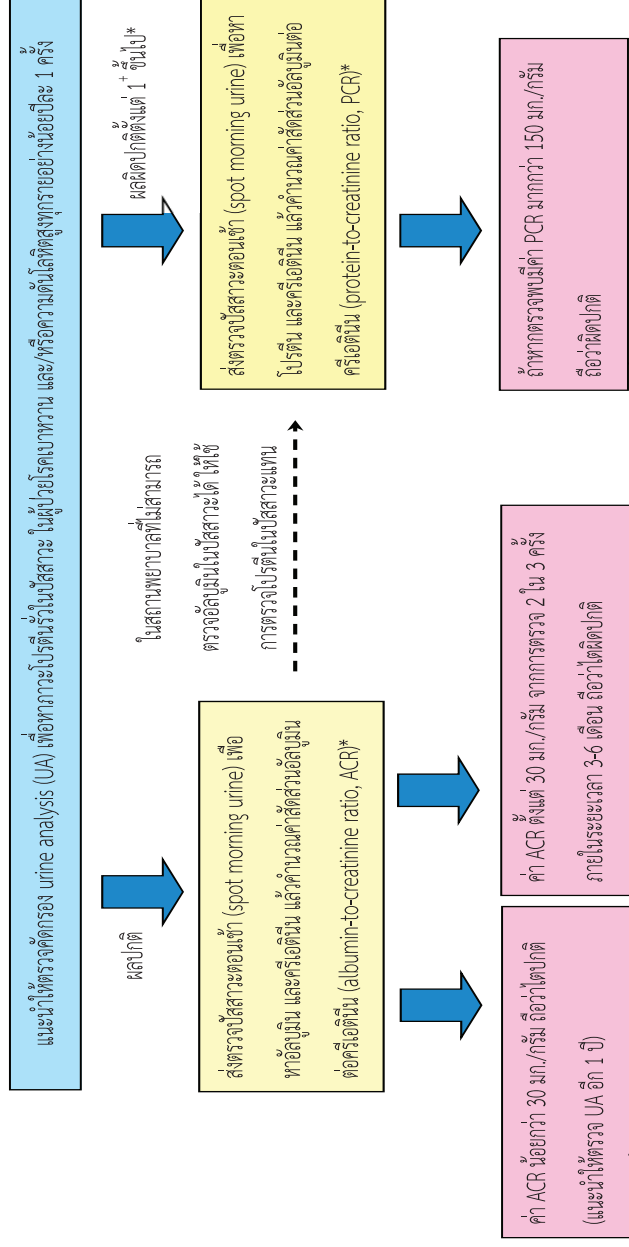 แนะนำให้ตรวจคัดกรอง urine analysis (UA) เพื่อหาภาวะโปรตีนรั่วในปัสสาวะ ในผู้ป่วยโรคเบาหวาน และ/หรือความดันโลหิตสูงทุกรายอย่างน้อยปีละ 1 ครั้ง
ผลปกติ
ผลผิดปกติตั้งแต่ 1+ ขึ้นไป*
ส่งตรวจปัสสาวะตอนเช้า (spot morning urine) เพื่อ
หาอัลบูมิน และครีเอตินีน แล้วคำนวณค่าสัดส่วนอัลบูมิน
ต่อครีเอตินีน (albumin-to-creatinine ratio, ACR)*
ในสถานพยาบาลที่ไม่สามารถ
ตรวจอัลบูมินในปัสสาวะได้ ให้ใช้
การตรวจโปรตีนในปัสสาวะแทน
ส่งตรวจปัสสาวะตอนเช้า (spot morning urine) เพื่อหา
โปรตีน และครีเอตินีน แล้วคำนวณค่าสัดส่วนอัลบูมินต่อ
ครีเอตินีน (protein-to-creatinine ratio, PCR)*
ค่า ACR น้อยกว่า 30 มก./กรัม ถือว่าไตปกติ
(แนะนำให้ตรวจ UA อีก 1 ปี)
ค่า ACR ตั้งแต่ 30 มก./กรัม จากการตรวจ 2 ใน 3 ครั้ง
ภายในระยะเวลา 3-6 เดือน ถือว่าไตผิดปกติ
ถ้าหากตรวจพบมีค่า PCR มากกว่า 150 มก./กรัม
ถือว่าผิดปกติ